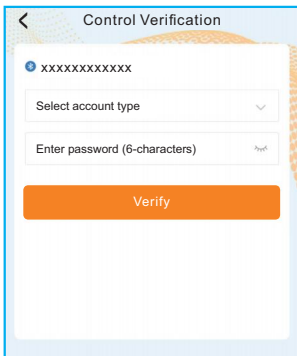 Control Verification
xxxxxxxxxxxx
Select account type
Enter password (6-characters)
Verify